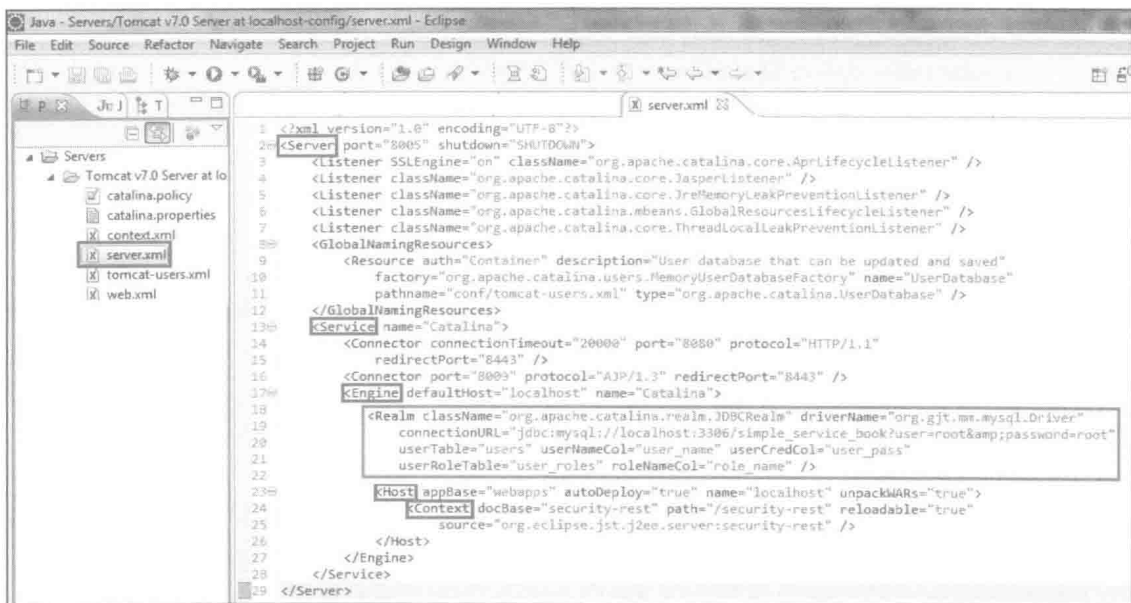 Java - Servers/Tomcat v7.0 Server at localhost-config/server.xml - Eclipse
File Edit Source Refactor Navigate Search Project Run Design Window Help
P Ju J T
server.xml
Servers
Tomcat v7.0 Server at lo
catalina.policy
catalina.properties
context.xml
server.xml
tomcat-users.xml
web.xml
1 <?xml version="1.0" encoding="UTF-8"?>
2 <Server port="8005" shutdown="SHUTDOWN">
3 <Listener SSLEngine="on" className="org.apache.catalina.core.AprLifecycleListener" />
4 <Listener className="org.apache.catalina.core.JasperListener" />
5 <Listener className="org.apache.catalina.core.JreMemoryLeakPreventionListener" />
6 <Listener className="org.apache.catalina.mbeans.GlobalResourcesLifecycleListener" />
7 <Listener className="org.apache.catalina.core.ThreadLocalLeakPreventionListener" />
8 <GlobalNamingResources>
9 <Resource auth="Container" description="User database that can be updated and saved"
10 factory="org.apache.catalina.users.MemoryUserDatabaseFactory" name="UserDatabase"
11 pathname="conf/tomcat-users.xml" type="org.apache.catalina.UserDatabase" />
12 </GlobalNamingResources>
13 <Service name="Catalina">
14 <Connector connectionTimeout="20000" port="8080" protocol="HTTP/1.1"
15 redirectPort="8443" />
16 <Connector port="8009" protocol="AJP/1.3" redirectPort="8443" />
17 <Engine defaultHost="localhost" name="Catalina">
18 <Realm className="org.apache.catalina.realm.JDBCRealm" driverName="org.gjt.mm.mysql.Driver"
19 connectionURL="jdbc:mysql://localhost:3306/simple_service_book?user=root&amp;password=root"
20 userTable="users" userNameCol="user_name" userCredCol="user_pass"
21 userRoleTable="user_roles" roleNameCol="role_name" />
22
23 <Host appBase="webapps" autoDeploy="true" name="localhost" unpackWARs="true">
24 <Context docBase="security-rest" path="/security-rest" reloadable="true"
25 source="org.eclipse.jst.j2ee.server:security-rest" />
26 </Host>
27 </Engine>
28 </Service>
29 </Server>